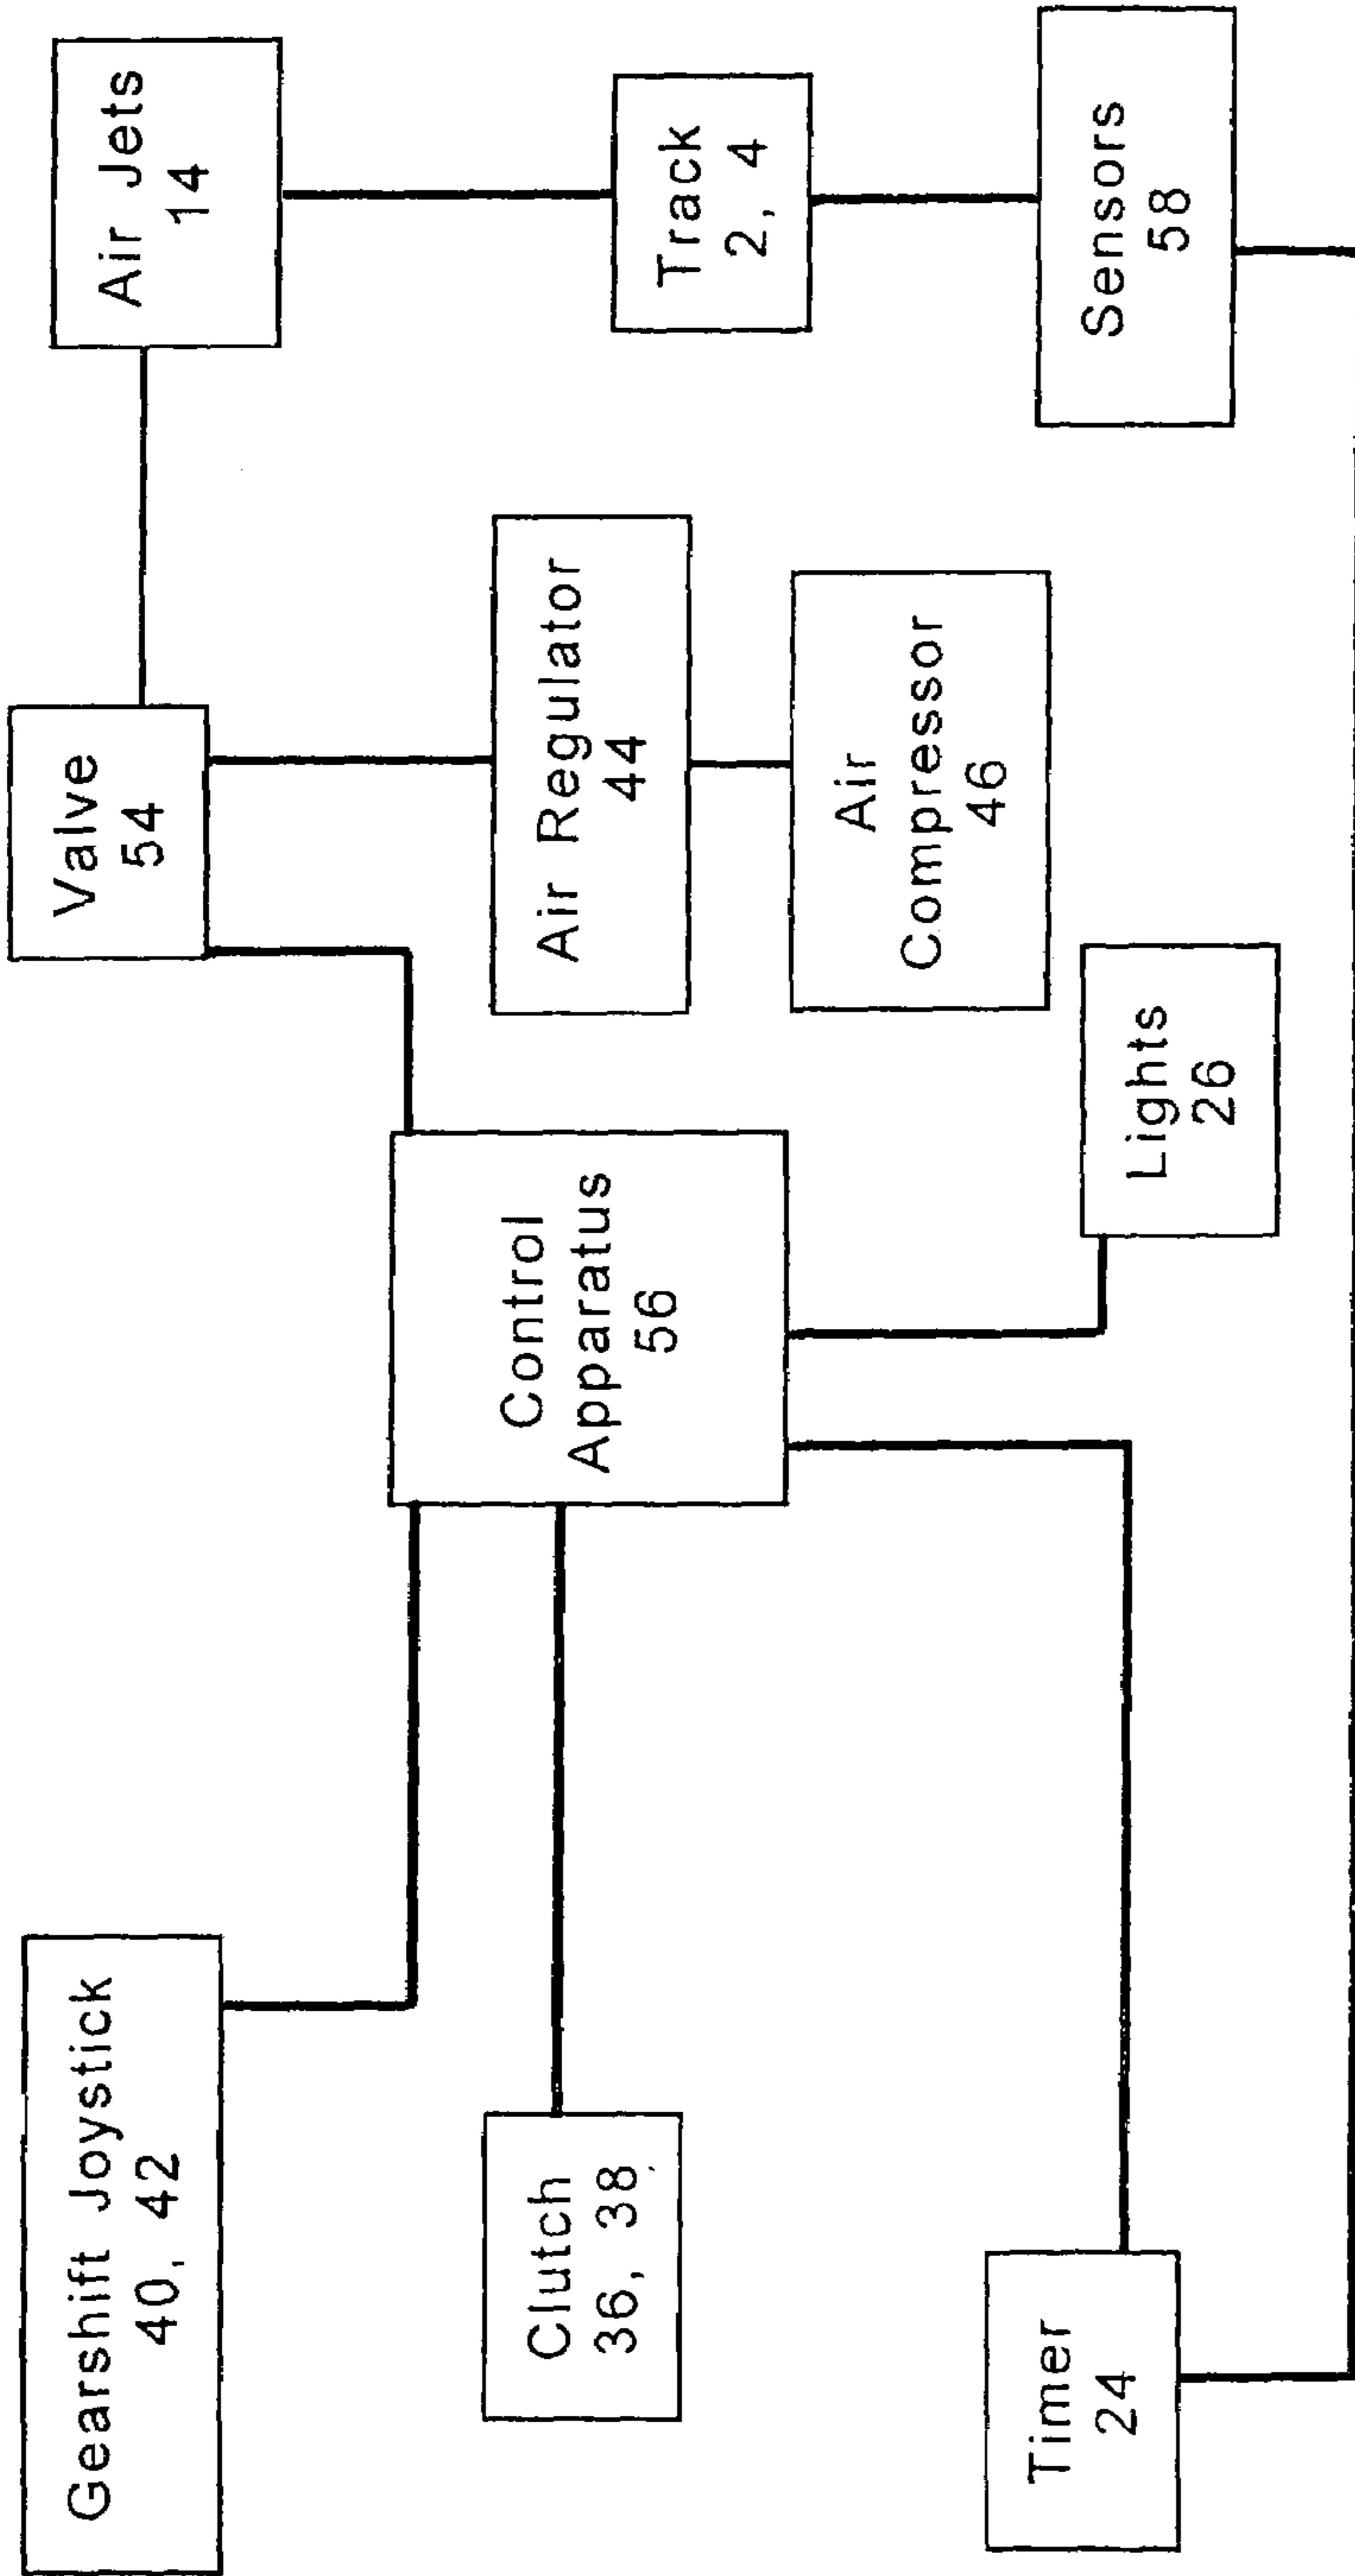 Gearshift Joystick
40, 42
Valve
54
Air Jets
14
Clutch
36, 38
Control
Apparatus
56
Air Regulator
44
Track
2, 4
Air
Compressor
46
Timer
24
Lights
26
Sensors
58